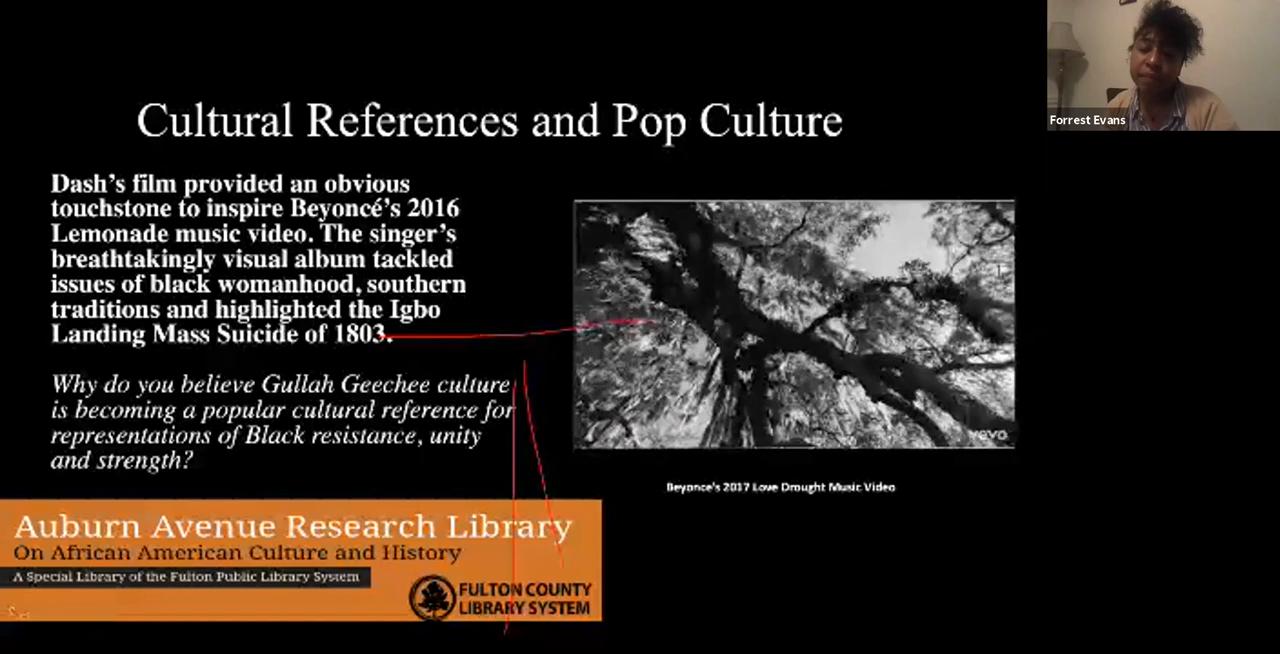 Forrest Evans
Cultural References and Pop Culture
Dash's film provided an obvious
touchstone to inspire Beyoncé's 2016
Lemonade music video. The singer's
breathtakingly visual album tackled
issues of black womanhood, southern
traditions and highlighted the Igbo
Landing Mass Suicide of 1803.
Why do you believe Gullah Geechee culture
is becoming a popular cultural reference for
representations of Black resistance, unity
and strength?
vevo
Beyonce's 2017 Love Drought Music Video
Auburn Avenue Research Library
On African American Culture and History
A Special Library of the Fulton Public Library System
FULTON COUNTY
LIBRARY SYSTEM